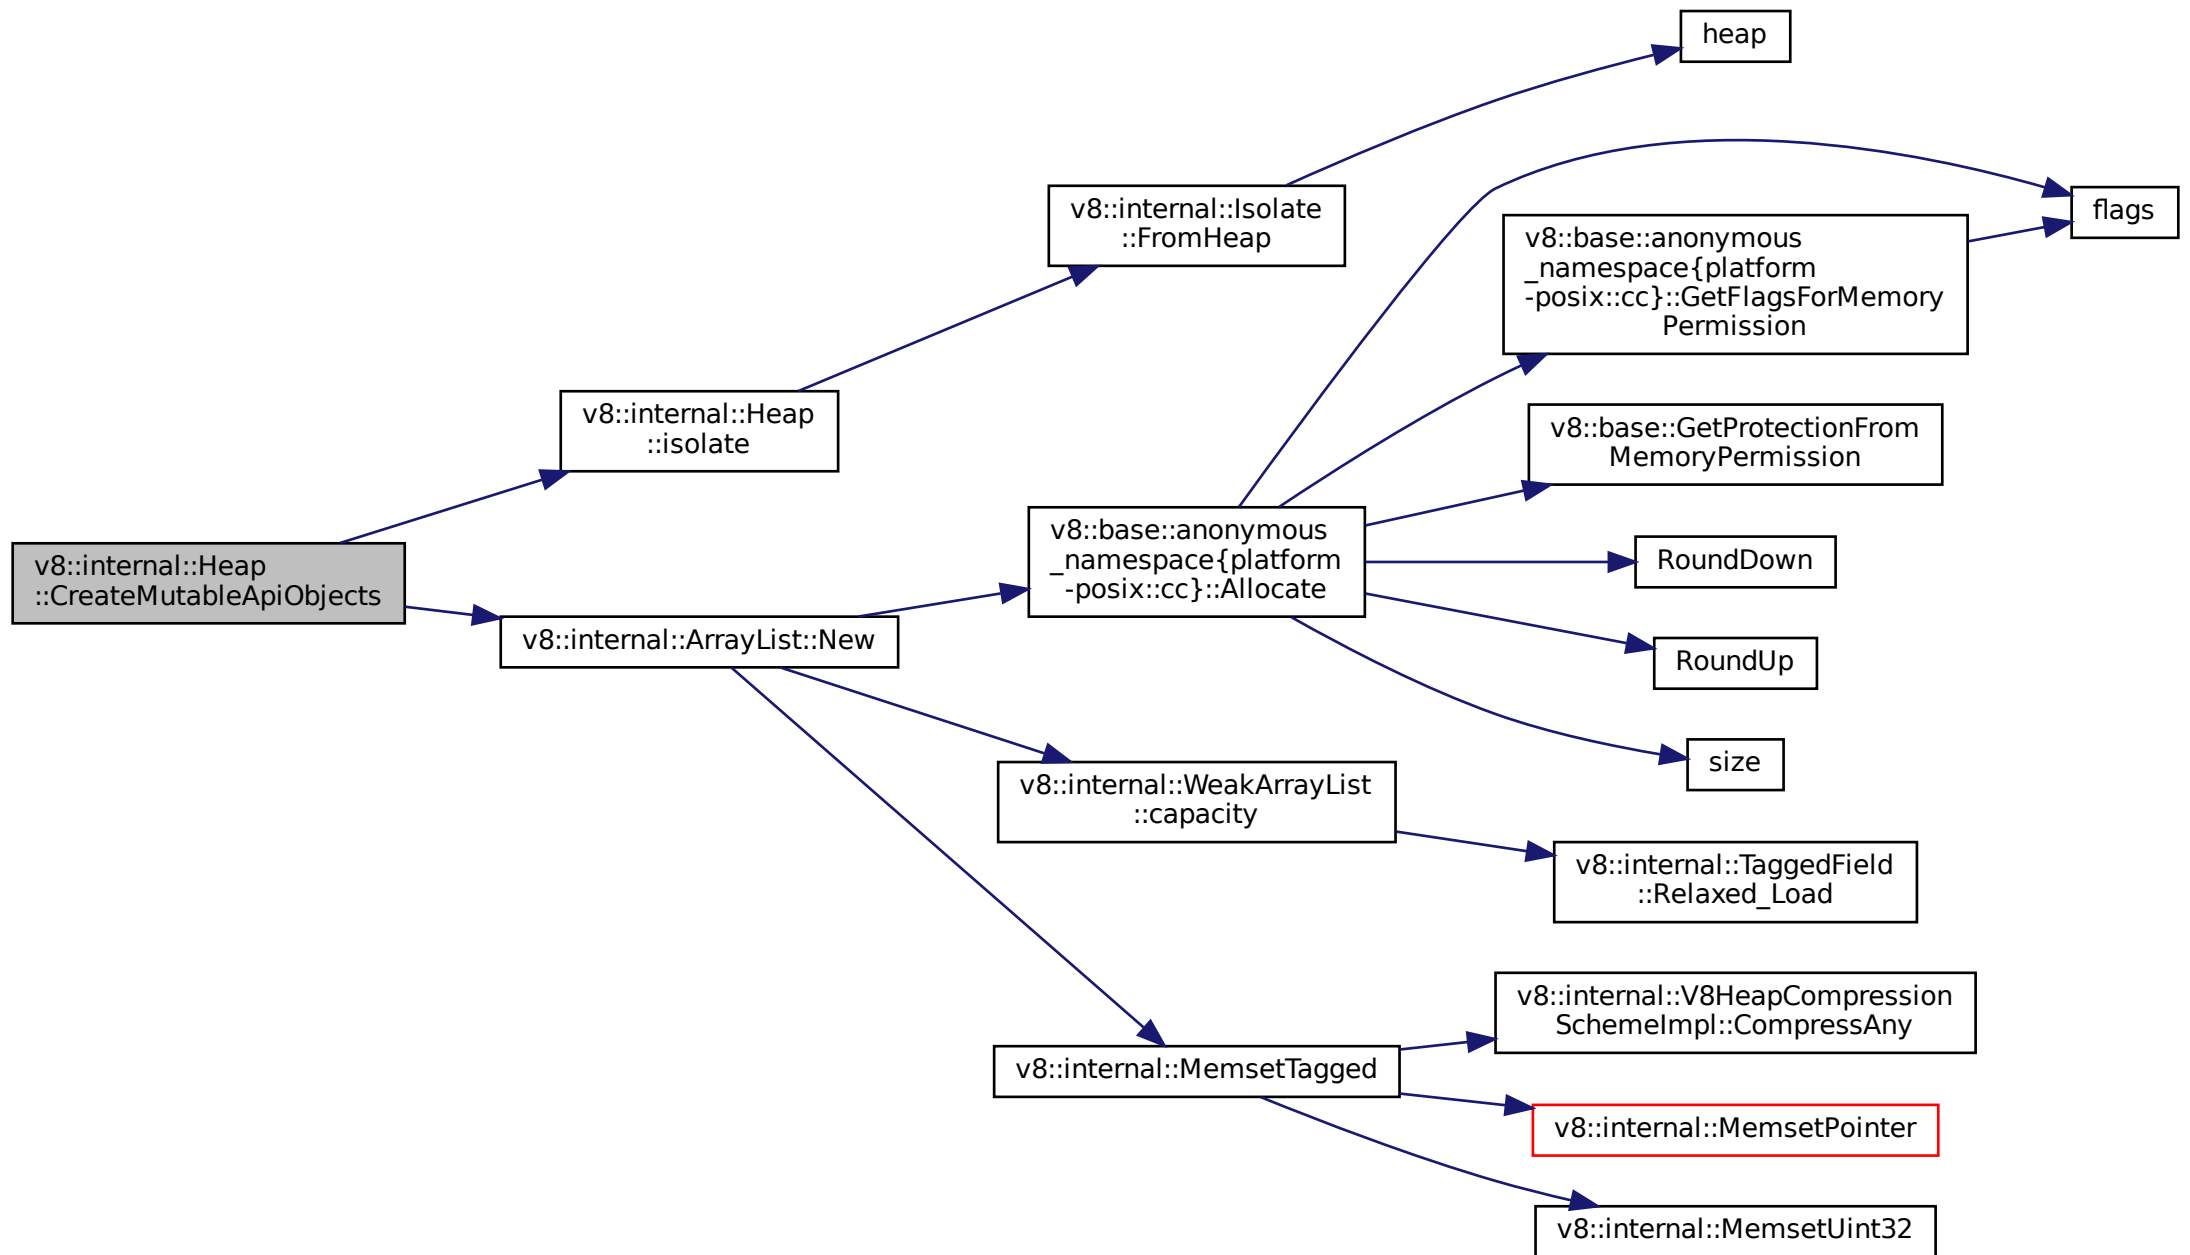 heap
v8::internal::Isolate
::FromHeap
flags
v8::base::anonymous
_namespace{platform
-posix::cc}::GetFlagsForMemory
Permission
v8::internal::Heap
::isolate
v8::base::GetProtectionFrom
MemoryPermission
v8::base::anonymous
_namespace{platform
-posix::cc}::Allocate
RoundDown
v8::internal::Heap
::CreateMutableApiObjects
v8::internal::ArrayList::New
RoundUp
size
v8::internal::WeakArrayList
::capacity
v8::internal::TaggedField
::Relaxed_Load
v8::internal::V8HeapCompression
SchemeImpl::CompressAny
v8::internal::MemsetTagged
v8::internal::MemsetPointer
v8::internal::MemsetUint32